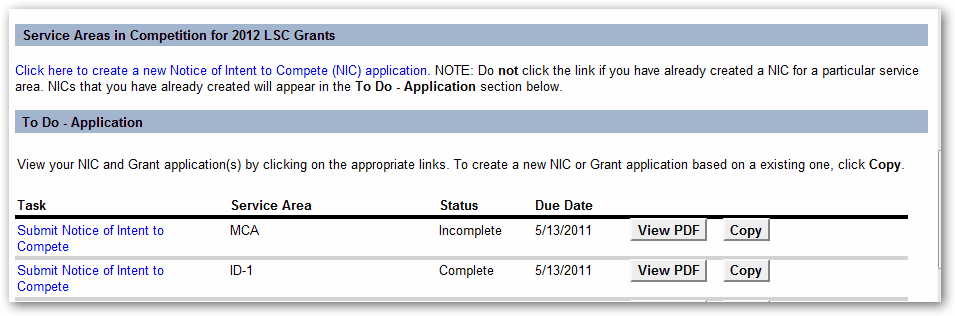 Service Areas in Competition for 2012 LSC Grants
Click here to create a new Notice of Intent to Compete (NIC) application. NOTE: Do not click the link if you have already created a NIC for a particular service
area. NICs that you have already created will appear in the To Do - Application section below.
To Do - Application
View your NIC and Grant application(s) by clicking on the appropriate links. To create a new NIC or Grant application based on a existing one, click Copy.
Task Service Area Status Due Date
Submit Notice of Intent to MCA Incomplete 5/13/2011 View PDF Copy
Compete
Submit Notice of Intent to ID-1 Complete 5/13/2011 View PDF Copy
Compete